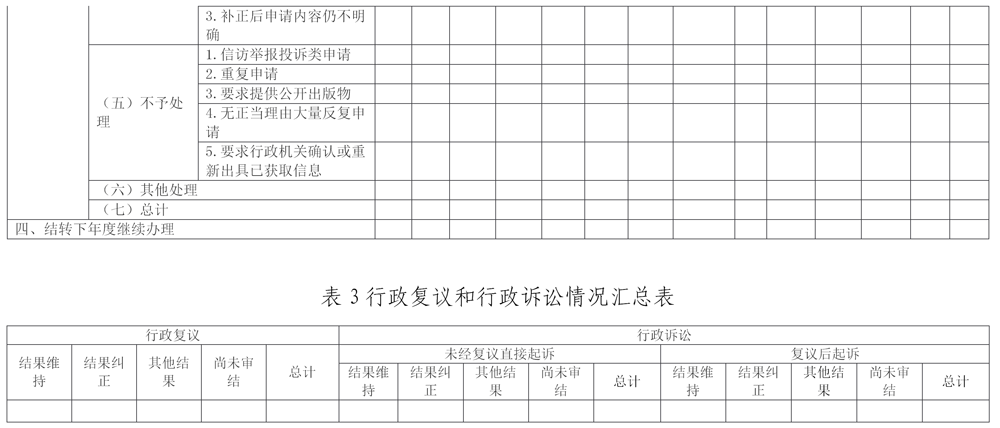 3.补正后申请内容仍不明
确
（五）不予处
理
1.信访举报投诉类申请
2.重复申请
3.要求提供公开出版物
4.无正当理由大量反复申
请
5.要求行政机关确认或重
新出具已获取信息
（六）其他处理
（七）总计
四、结转下年度继续办理
表 3 行政复议和行政诉讼情况汇总表
行政复议
行政诉讼
结果维
持
结果纠
正
其他结
果
尚未审
结
总计
未经复议直接起诉
复议后起诉
结果维
持
结果纠
正
其他结
果
尚未审
结
总计
结果维
持
结果纠
正
其他结
果
尚未审
结
总计